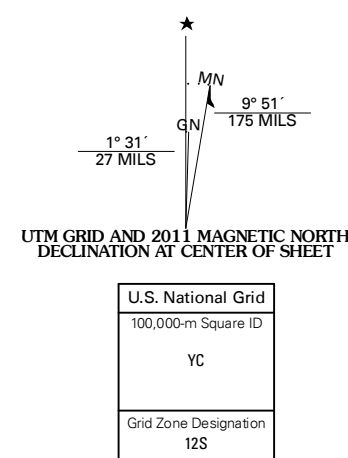 MN
9° 51´
175 MILS
GN
1° 31´
27 MILS
UTM GRID AND 2011 MAGNETIC NORTH
DECLINATION AT CENTER OF SHEET
U.S. National Grid
100,000-m Square ID
YC
Grid Zone Designation
12S